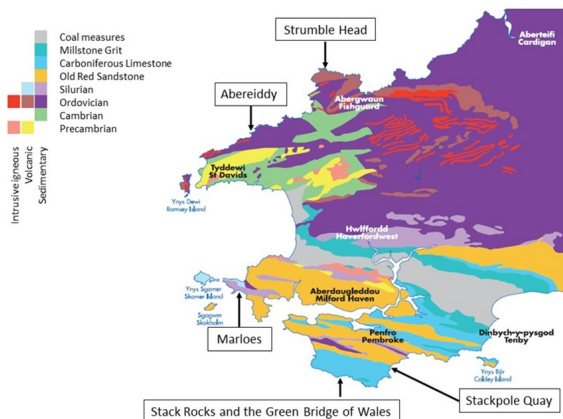 Coal measures
Millstone Grit
Carboniferous Limestone
Old Red Sandstone
Silurian
Ordovician
Cambrian
Precambrian
Intrusive igneous
Volcanic
Sedimentary
Strumble Head
Abereiddy
Aberteifi
Cardigan
Abergwaun
Fishguard
Tyddewi
St Davids
Ynys Dewi
Ramsey Island
Hwlffordd
Haverfordwest
Ynys Sgomer
Skomer Island
Sgogwm
Skokholm
Aberdaugleddau
Milford Haven
Marloes
Penfro
Pembroke
Dinbych-y-pysgod
Tenby
Ynys Bŷr
Caldey Island
Stackpole Quay
Stack Rocks and the Green Bridge of Wales